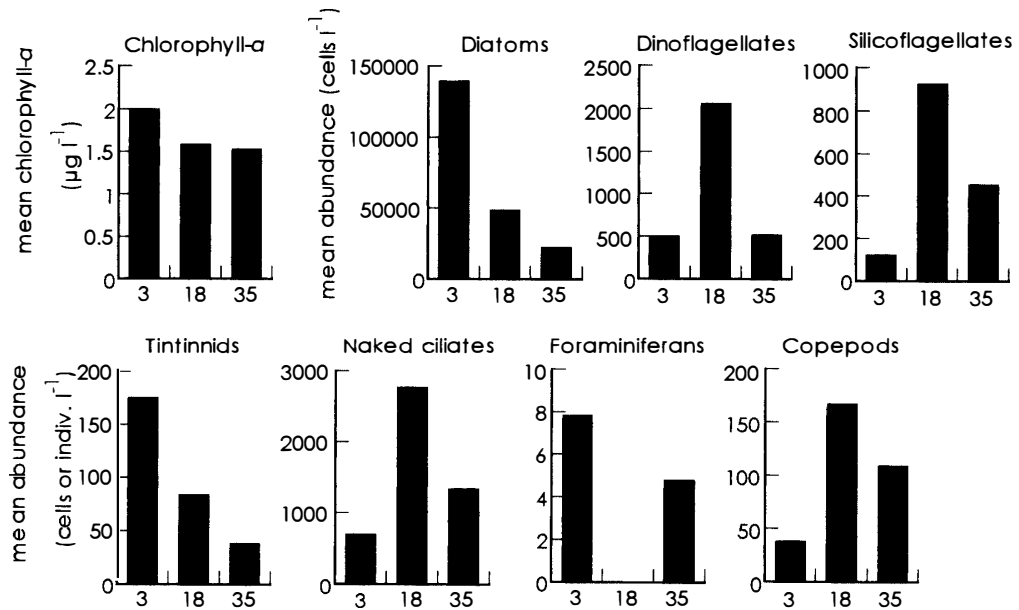 Chlorophyll-a
mean chlorophyll-a
(µg l⁻¹)
2.5
2
1.5
1
0.5
0
3 18 35
Diatoms
mean abundance (cells l⁻¹)
150000
100000
50000
0
3 18 35
Dinoflagellates
2500
2000
1500
1000
500
0
3 18 35
Silicoflagellates
1000
800
600
400
200
0
3 18 35
Tintinnids
mean abundance
(cells or indiv. l⁻¹)
200
150
100
50
0
3 18 35
Naked ciliates
3000
2000
1000
0
3 18 35
Foraminiferans
10
8
6
4
2
0
3 18 35
Copepods
200
150
100
50
0
3 18 35